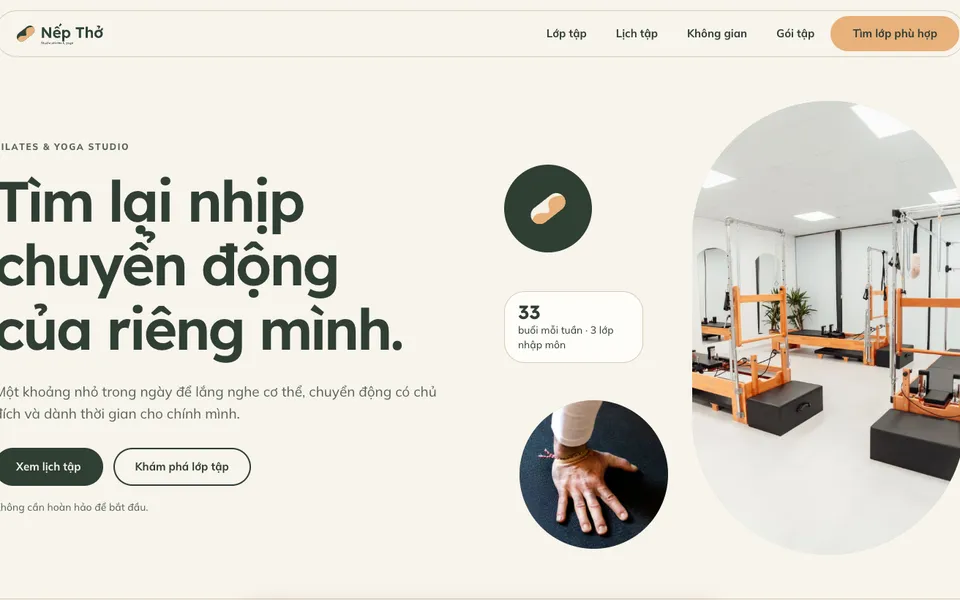 Nếp Thở
Lớp tập
Lịch tập
Không gian
Gói tập
Tìm lớp phù hợp
ILATES & YOGA STUDIO
Tìm lại nhịp
chuyển động
của riêng mình.
Một khoảng nhỏ trong ngày để lắng nghe cơ thể, chuyển động có chủ
đích và dành thời gian cho chính mình.
Xem lịch tập
Khám phá lớp tập
Không cần hoàn hảo để bắt đầu.
33
buổi mỗi tuần · 3 lớp
nhập môn